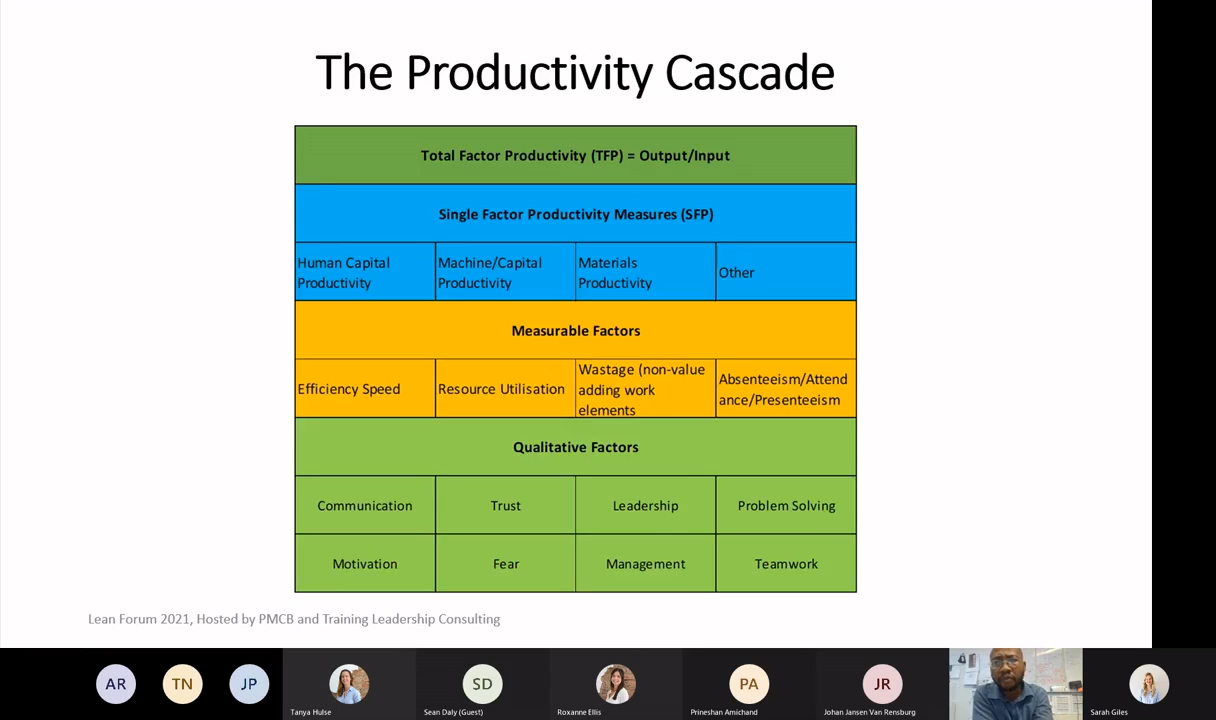 The Productivity Cascade
Total Factor Productivity (TFP) = Output/Input
Single Factor Productivity Measures (SFP)
Human Capital
Productivity
Machine/Capital
Productivity
Materials
Productivity
Other
Measurable Factors
Efficiency Speed
Resource Utilisation
Wastage (non-value
adding work
elements
Absenteeism/Attend
ance/Presenteeism
Qualitative Factors
Communication
Trust
Leadership
Problem Solving
Motivation
Fear
Management
Teamwork
Lean Forum 2021, Hosted by PMCB and Training Leadership Consulting
AR
TN
JP
Tanya Hulse
SD
Sean Daly (Guest)
Roxanne Ellis
PA
Prineshan Amichand
JR
Johan Jansen Van Rensburg
Sarah Giles